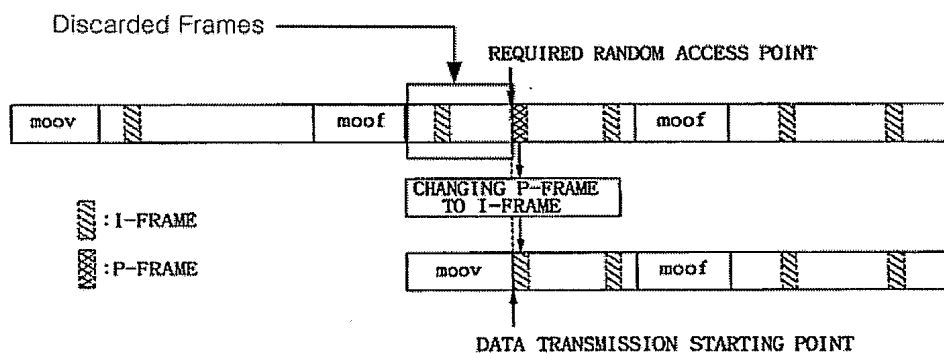 Discarded Frames
REQUIRED RANDOM ACCESS POINT
moov
moof
moof
CHANGING P-FRAME
TO I-FRAME
:I-FRAME
:P-FRAME
moov
moof
DATA TRANSMISSION STARTING POINT